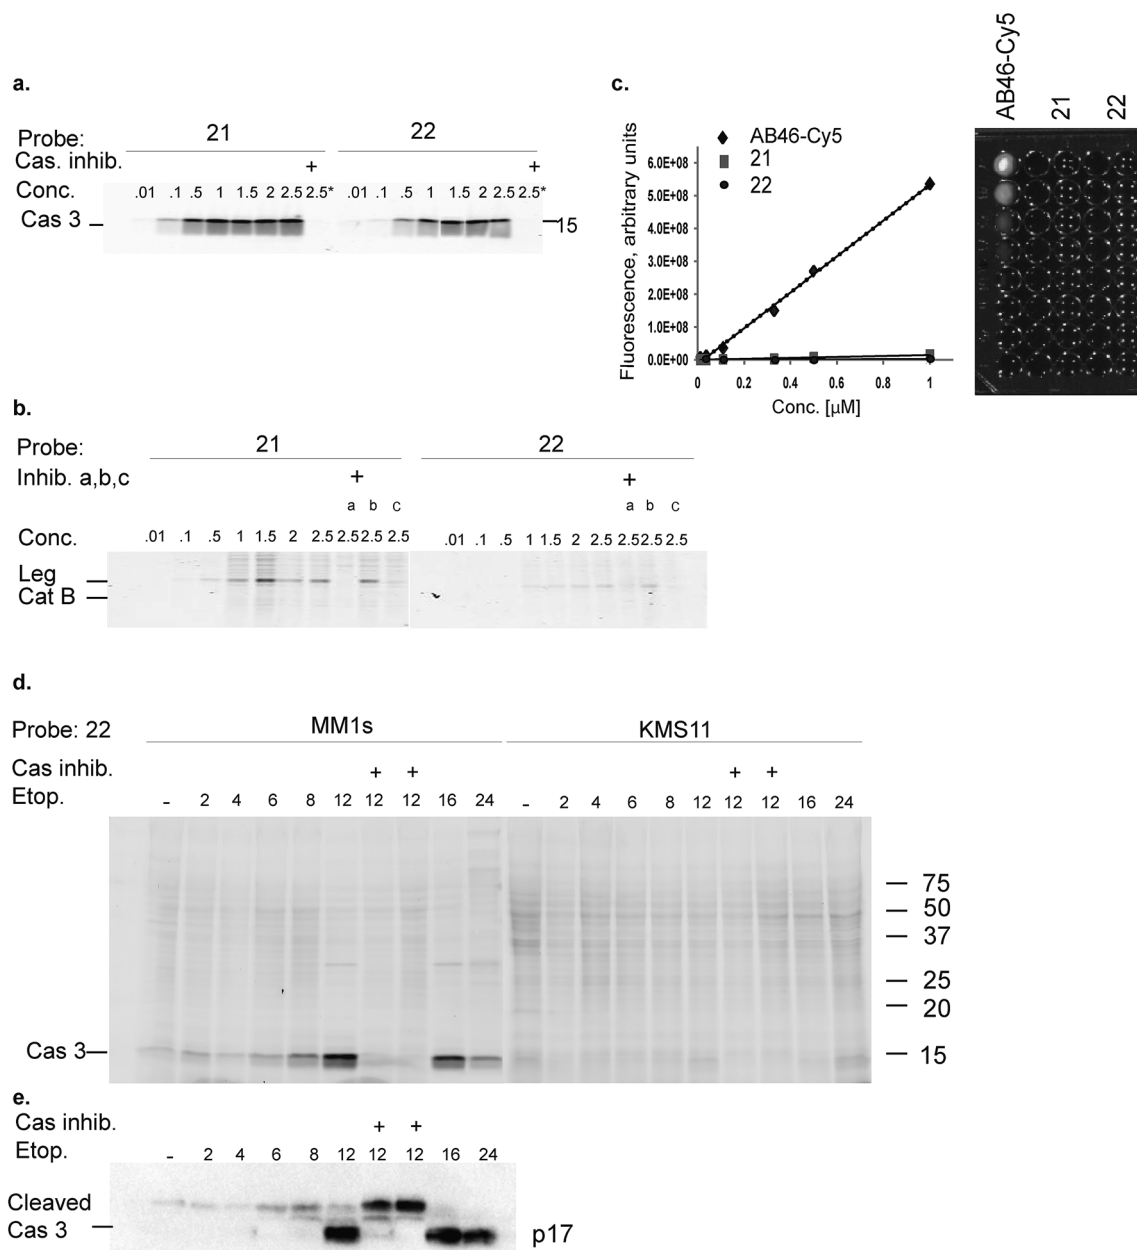 a.
Probe: 21 22
Cas. inhib. + +
Conc. .01 .1 .5 1 1.5 2 2.5 2.5* .01 .1 .5 1 1.5 2 2.5 2.5*
Cas 3 15
b.
Probe: 21 22
Inhib. a,b,c + +
a b c a b c
Conc. .01 .1 .5 1 1.5 2 2.5 2.5 2.5 2.5 .01 .1 .5 1 1.5 2 2.5 2.5 2.5 2.5
Leg
Cat B
c.
AB46-Cy5
21
22
Fluorescence, arbitrary units
AB46-Cy5
21
22
6.0E+08
5.0E+08
4.0E+08
3.0E+08
2.0E+08
1.0E+08
0.0E+00
0 0.2 0.4 0.6 0.8 1
Conc. [µM]
AB46-Cy5 21 22
d.
Probe: 22 MM1s KMS11
Cas inhib. + + + +
Etop. - 2 4 6 8 12 12 12 16 24 - 2 4 6 8 12 12 12 16 24
75
50
37
25
20
Cas 3 15
e.
Cas inhib. + +
Etop. - 2 4 6 8 12 12 12 16 24
Cleaved
Cas 3 p17